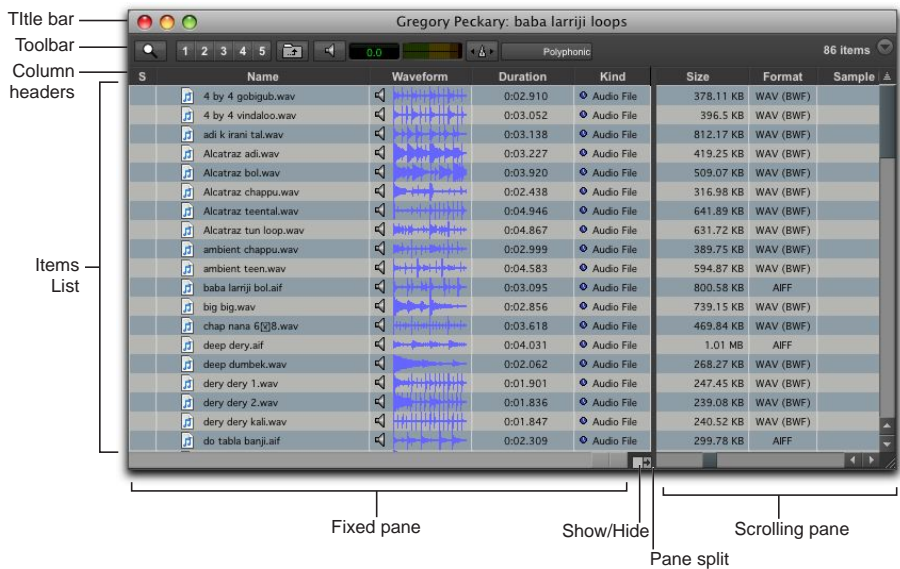 TItle bar
Gregory Peckary: baba larriji loops
Toolbar
1 2 3 4 5 0.0 Polyphonic 86 items
Column headers
S Name Waveform Duration Kind Size Format Sample
Items List
4 by 4 gobigub.wav 0:02.910 Audio File 378.11 KB WAV (BWF)
4 by 4 vindaloo.wav 0:03.052 Audio File 396.5 KB WAV (BWF)
adi k irani tal.wav 0:03.138 Audio File 812.17 KB WAV (BWF)
Alcatraz adi.wav 0:03.227 Audio File 419.25 KB WAV (BWF)
Alcatraz bol.wav 0:03.920 Audio File 509.07 KB WAV (BWF)
Alcatraz chappu.wav 0:02.438 Audio File 316.98 KB WAV (BWF)
Alcatraz teental.wav 0:04.946 Audio File 641.89 KB WAV (BWF)
Alcatraz tun loop.wav 0:04.867 Audio File 631.72 KB WAV (BWF)
ambient chappu.wav 0:02.999 Audio File 389.75 KB WAV (BWF)
ambient teen.wav 0:04.583 Audio File 594.87 KB WAV (BWF)
baba larriji bol.aif 0:03.095 Audio File 800.58 KB AIFF
big big.wav 0:02.856 Audio File 739.15 KB WAV (BWF)
chap nana 6 8.wav 0:03.618 Audio File 469.84 KB WAV (BWF)
deep dery.aif 0:04.031 Audio File 1.01 MB AIFF
deep dumbek.wav 0:02.062 Audio File 268.27 KB WAV (BWF)
dery dery 1.wav 0:01.901 Audio File 247.45 KB WAV (BWF)
dery dery 2.wav 0:01.836 Audio File 239.08 KB WAV (BWF)
dery dery kali.wav 0:01.847 Audio File 240.52 KB WAV (BWF)
do tabla banji.aif 0:02.309 Audio File 299.78 KB AIFF
Fixed pane
Show/Hide
Scrolling pane
Pane split